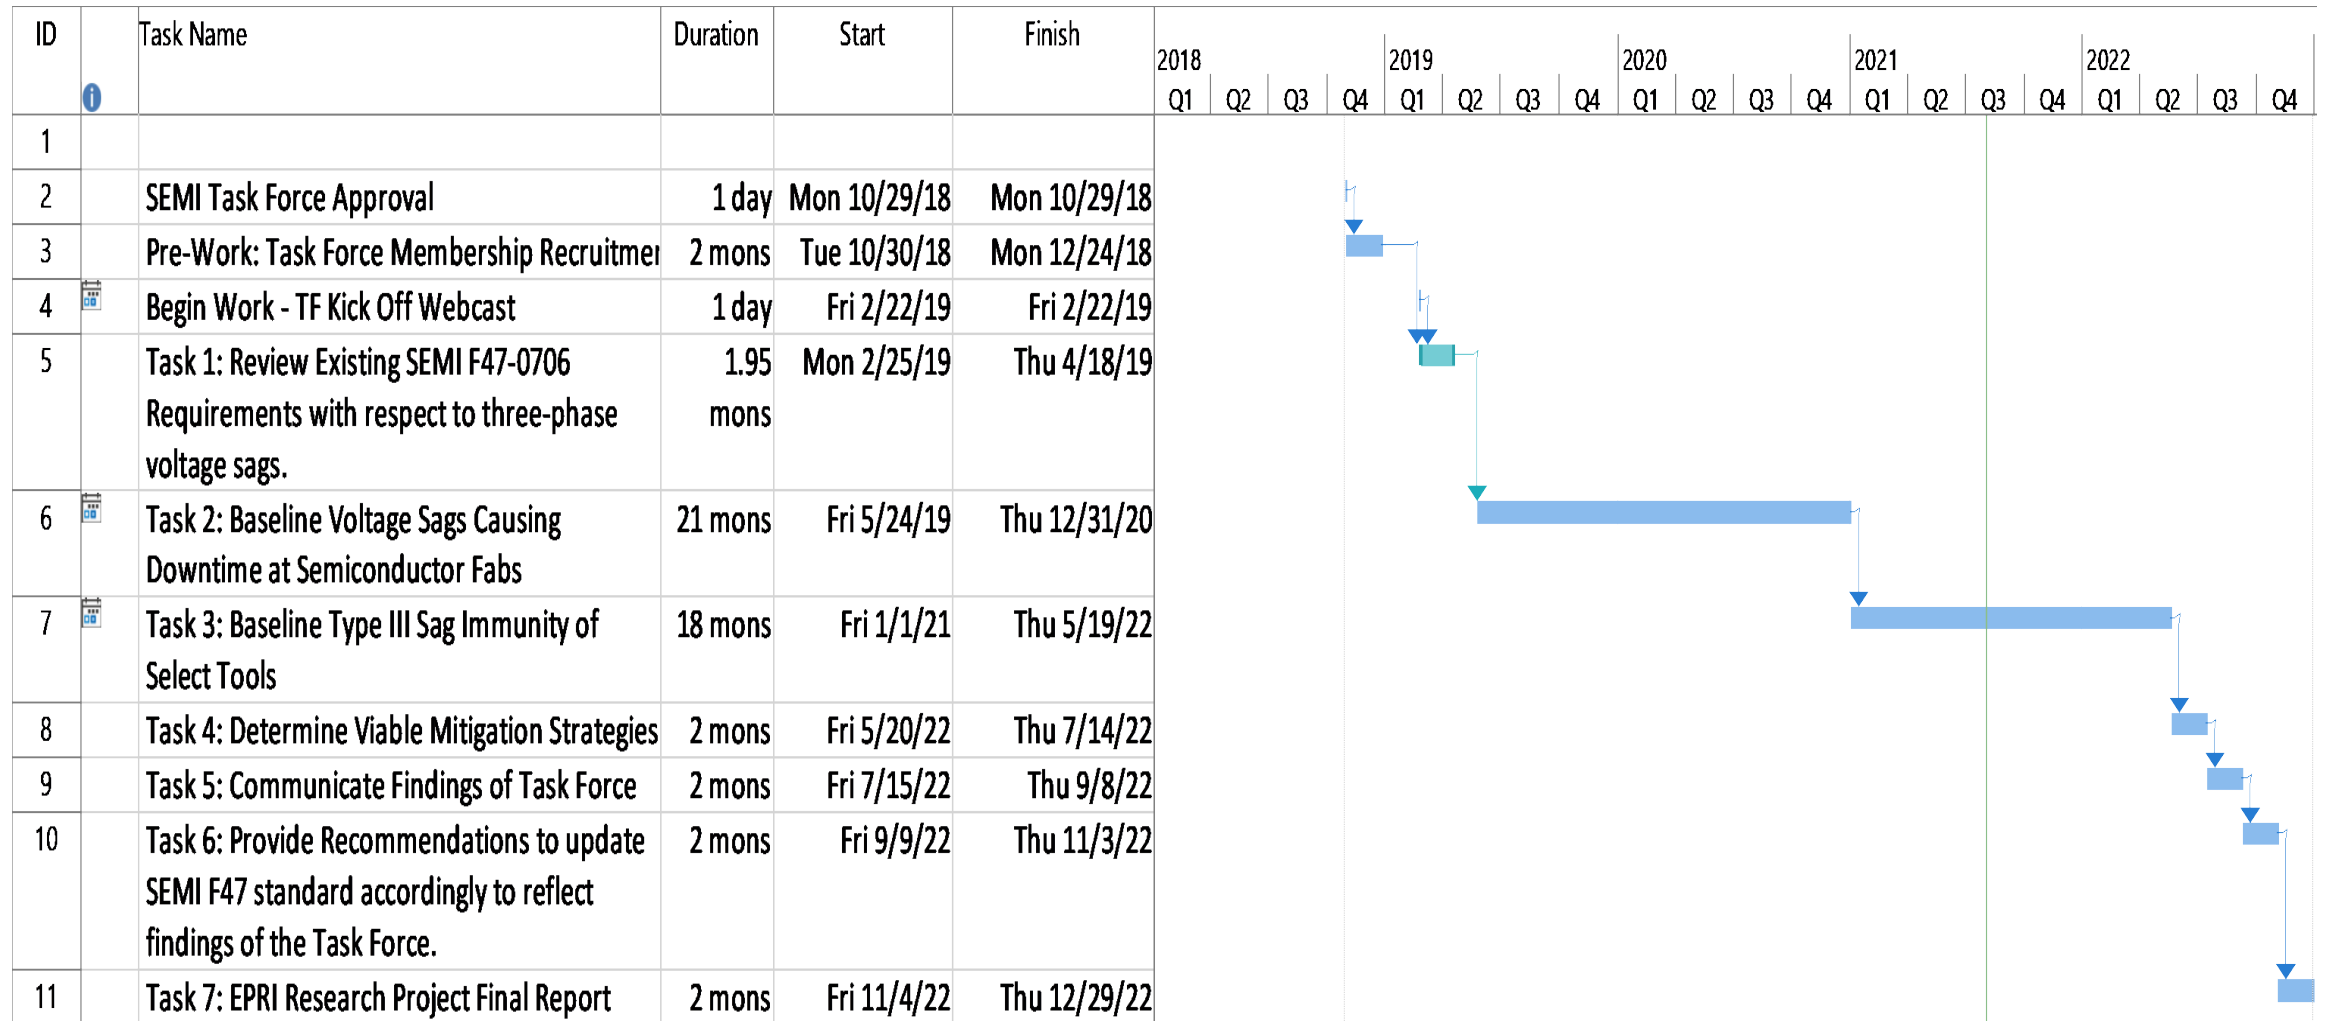 ID Task Name Duration Start Finish
2018 2019 2020 2021 2022
Q1 Q2 Q3 Q4 Q1 Q2 Q3 Q4 Q1 Q2 Q3 Q4 Q1 Q2 Q3 Q4 Q1 Q2 Q3 Q4
i
1
2 SEMI Task Force Approval 1 day Mon 10/29/18 Mon 10/29/18
3 Pre-Work: Task Force Membership Recruitmer 2 mons Tue 10/30/18 Mon 12/24/18
4 Begin Work - TF Kick Off Webcast 1 day Fri 2/22/19 Fri 2/22/19
5 Task 1: Review Existing SEMI F47-0706 1.95 Mon 2/25/19 Thu 4/18/19
Requirements with respect to three-phase mons
voltage sags.
6 Task 2: Baseline Voltage Sags Causing 21 mons Fri 5/24/19 Thu 12/31/20
Downtime at Semiconductor Fabs
7 Task 3: Baseline Type III Sag Immunity of 18 mons Fri 1/1/21 Thu 5/19/22
Select Tools
8 Task 4: Determine Viable Mitigation Strategies 2 mons Fri 5/20/22 Thu 7/14/22
9 Task 5: Communicate Findings of Task Force 2 mons Fri 7/15/22 Thu 9/8/22
10 Task 6: Provide Recommendations to update 2 mons Fri 9/9/22 Thu 11/3/22
SEMI F47 standard accordingly to reflect
findings of the Task Force.
11 Task 7: EPRI Research Project Final Report 2 mons Fri 11/4/22 Thu 12/29/22